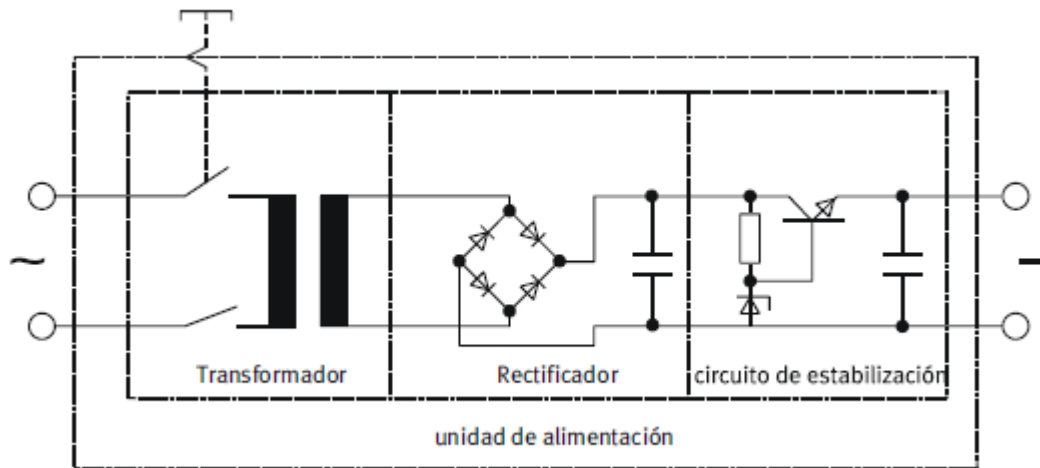 ~
-
Transformador
Rectificador
circuito de estabilización
unidad de alimentación